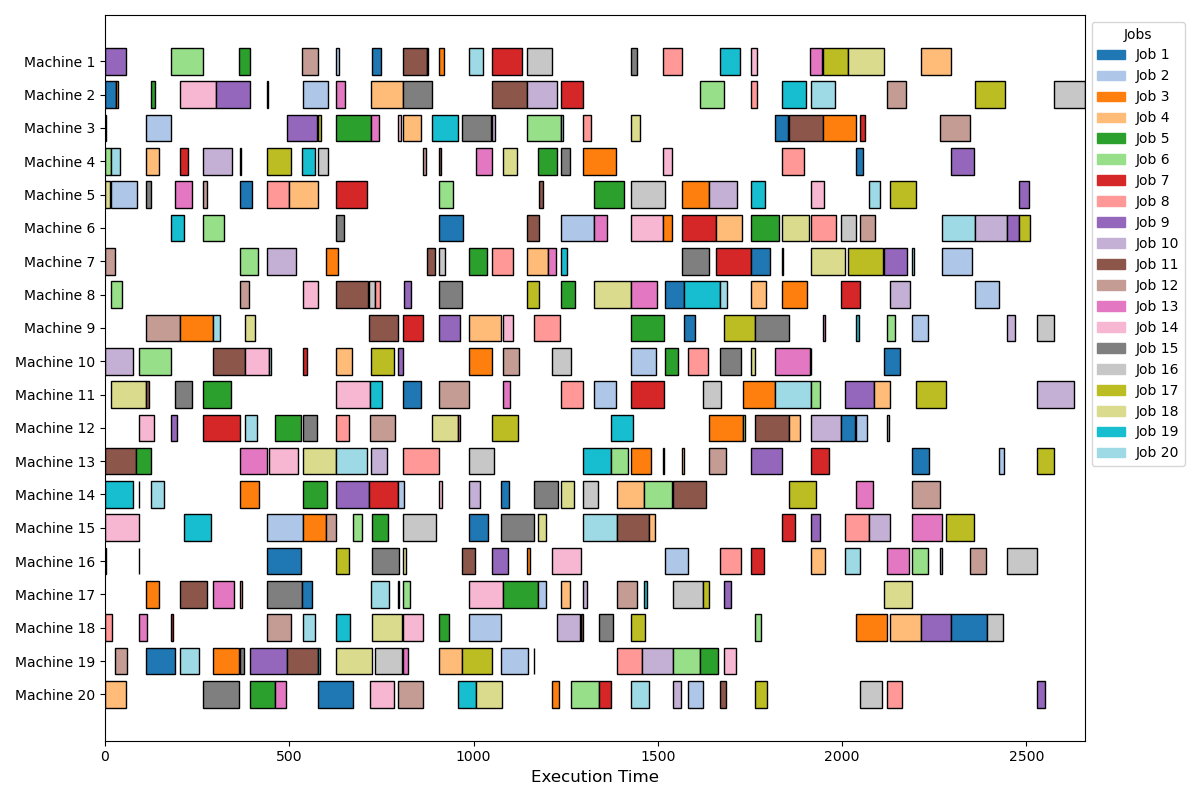 Machine 1
Machine 2
Machine 3
Machine 4
Machine 5
Machine 6
Machine 7
Machine 8
Machine 9
Machine 10
Machine 11
Machine 12
Machine 13
Machine 14
Machine 15
Machine 16
Machine 17
Machine 18
Machine 19
Machine 20
0 500 1000 1500 2000 2500
Execution Time
Jobs
Job 1
Job 2
Job 3
Job 4
Job 5
Job 6
Job 7
Job 8
Job 9
Job 10
Job 11
Job 12
Job 13
Job 14
Job 15
Job 16
Job 17
Job 18
Job 19
Job 20